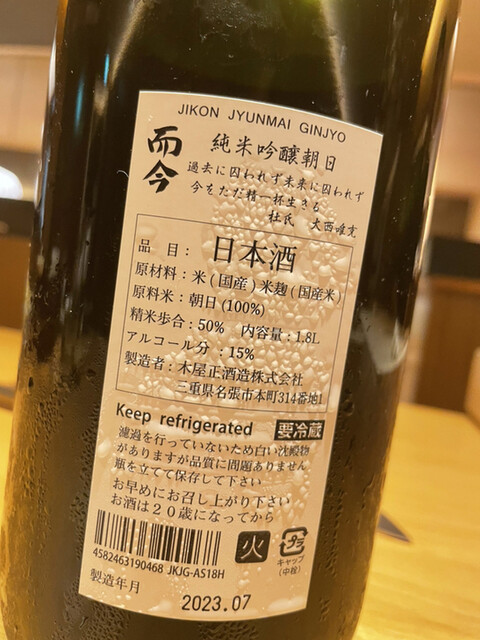 JIKON JYUNMAI GINJYO
而今
純米吟醸朝日
過去に囚われず未来に囚われず
今をただ精一杯生きる
杜氏 大西唯克
品目：日本酒
原材料：米（国産）米麹（国産米）
原料米：朝日（100%）
精米歩合：50% 内容量：1.8L
アルコール分：15%
製造者：木屋正酒造株式会社
三重県名張市本町314番地1
Keep refrigerated 要冷蔵
濾過を行っていないため白い沈殿物
がありますが品質に問題ありません
瓶を立てて保存して下さい
お早めにお召し上がり下さい
お酒は20歳になってから
4582463190468 JKJG-AS18H
火
プラ
キャップ
（中栓）
製造年月
2023.07